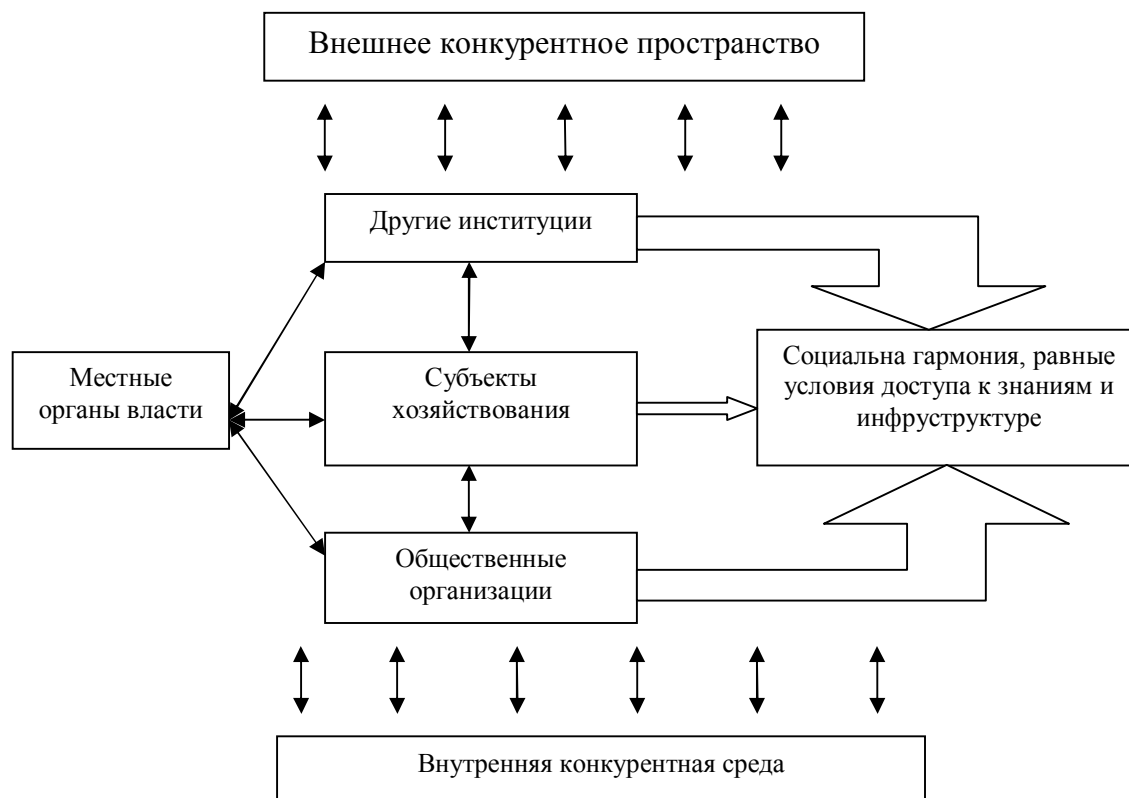 Внешнее конкурентное пространство
Другие институции
Местные
органы власти
Субъекты
хозяйствования
Социальна гармония, равные
условия доступа к знаниям и
инфруструктуре
Общественные
организации
Внутренняя конкурентная среда